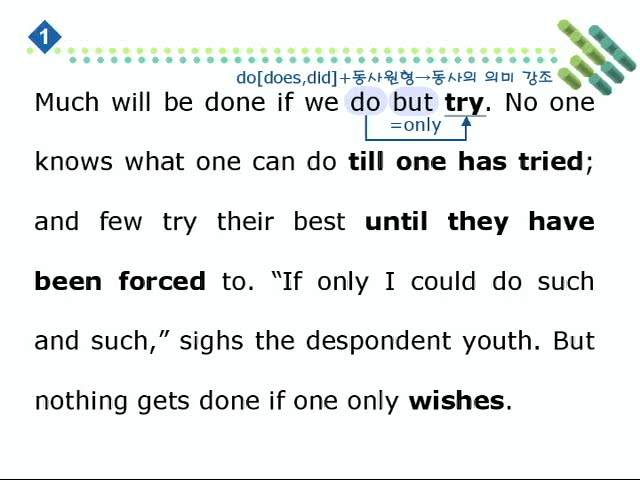 1
do[does,did]+동사원형→동사의 의미 강조
Much will be done if we do but try. No one
=only
knows what one can do till one has tried;
and few try their best until they have
been forced to. “If only I could do such
and such,” sighs the despondent youth. But
nothing gets done if one only wishes.